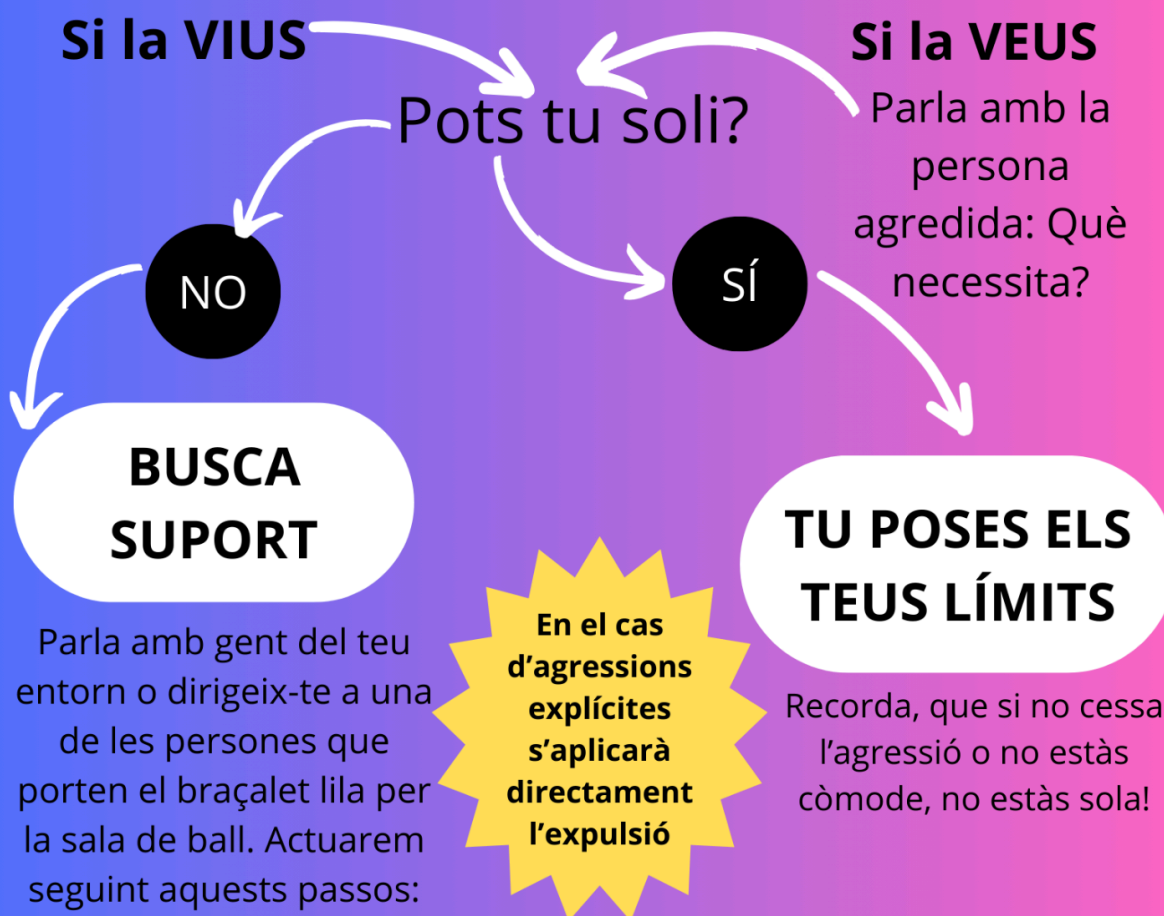 Si la VIUS
Si la VEUS
Parla amb la
persona
agredida: Què
necessita?
Pots tu soli?
NO
SÍ
BUSCA
SUPORT
Parla amb gent del teu
entorn o dirigeix-te a una
de les persones que
porten el braçalet lila per
la sala de ball. Actuarem
seguint aquests passos:
En el cas
d'agressions
explícites
s'aplicarà
directament
l'expulsió
TU POSES ELS
TEUS LÍMITS
Recorda, que si no cessa
l'agressió o no estàs
còmode, no estàs sola!